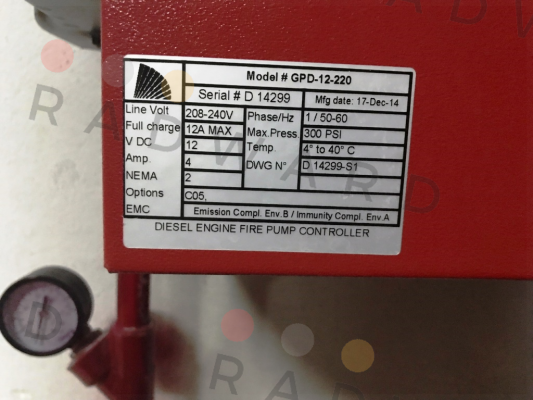 Model # GPD-12-220
Serial # D 14299 Mfg date: 17-Dec-14
Line Volt 208-240V Phase/Hz 1 / 50-60
Full charge 12A MAX Max.Press. 300 PSI
V DC 12 Temp. 4° to 40° C
Amp. 4 DWG N° D 14299-S1
NEMA 2
Options C05,
EMC Emission Compl. Env.B / Immunity Compl. Env.A
DIESEL ENGINE FIRE PUMP CONTROLLER
RADWARD
RADWARD